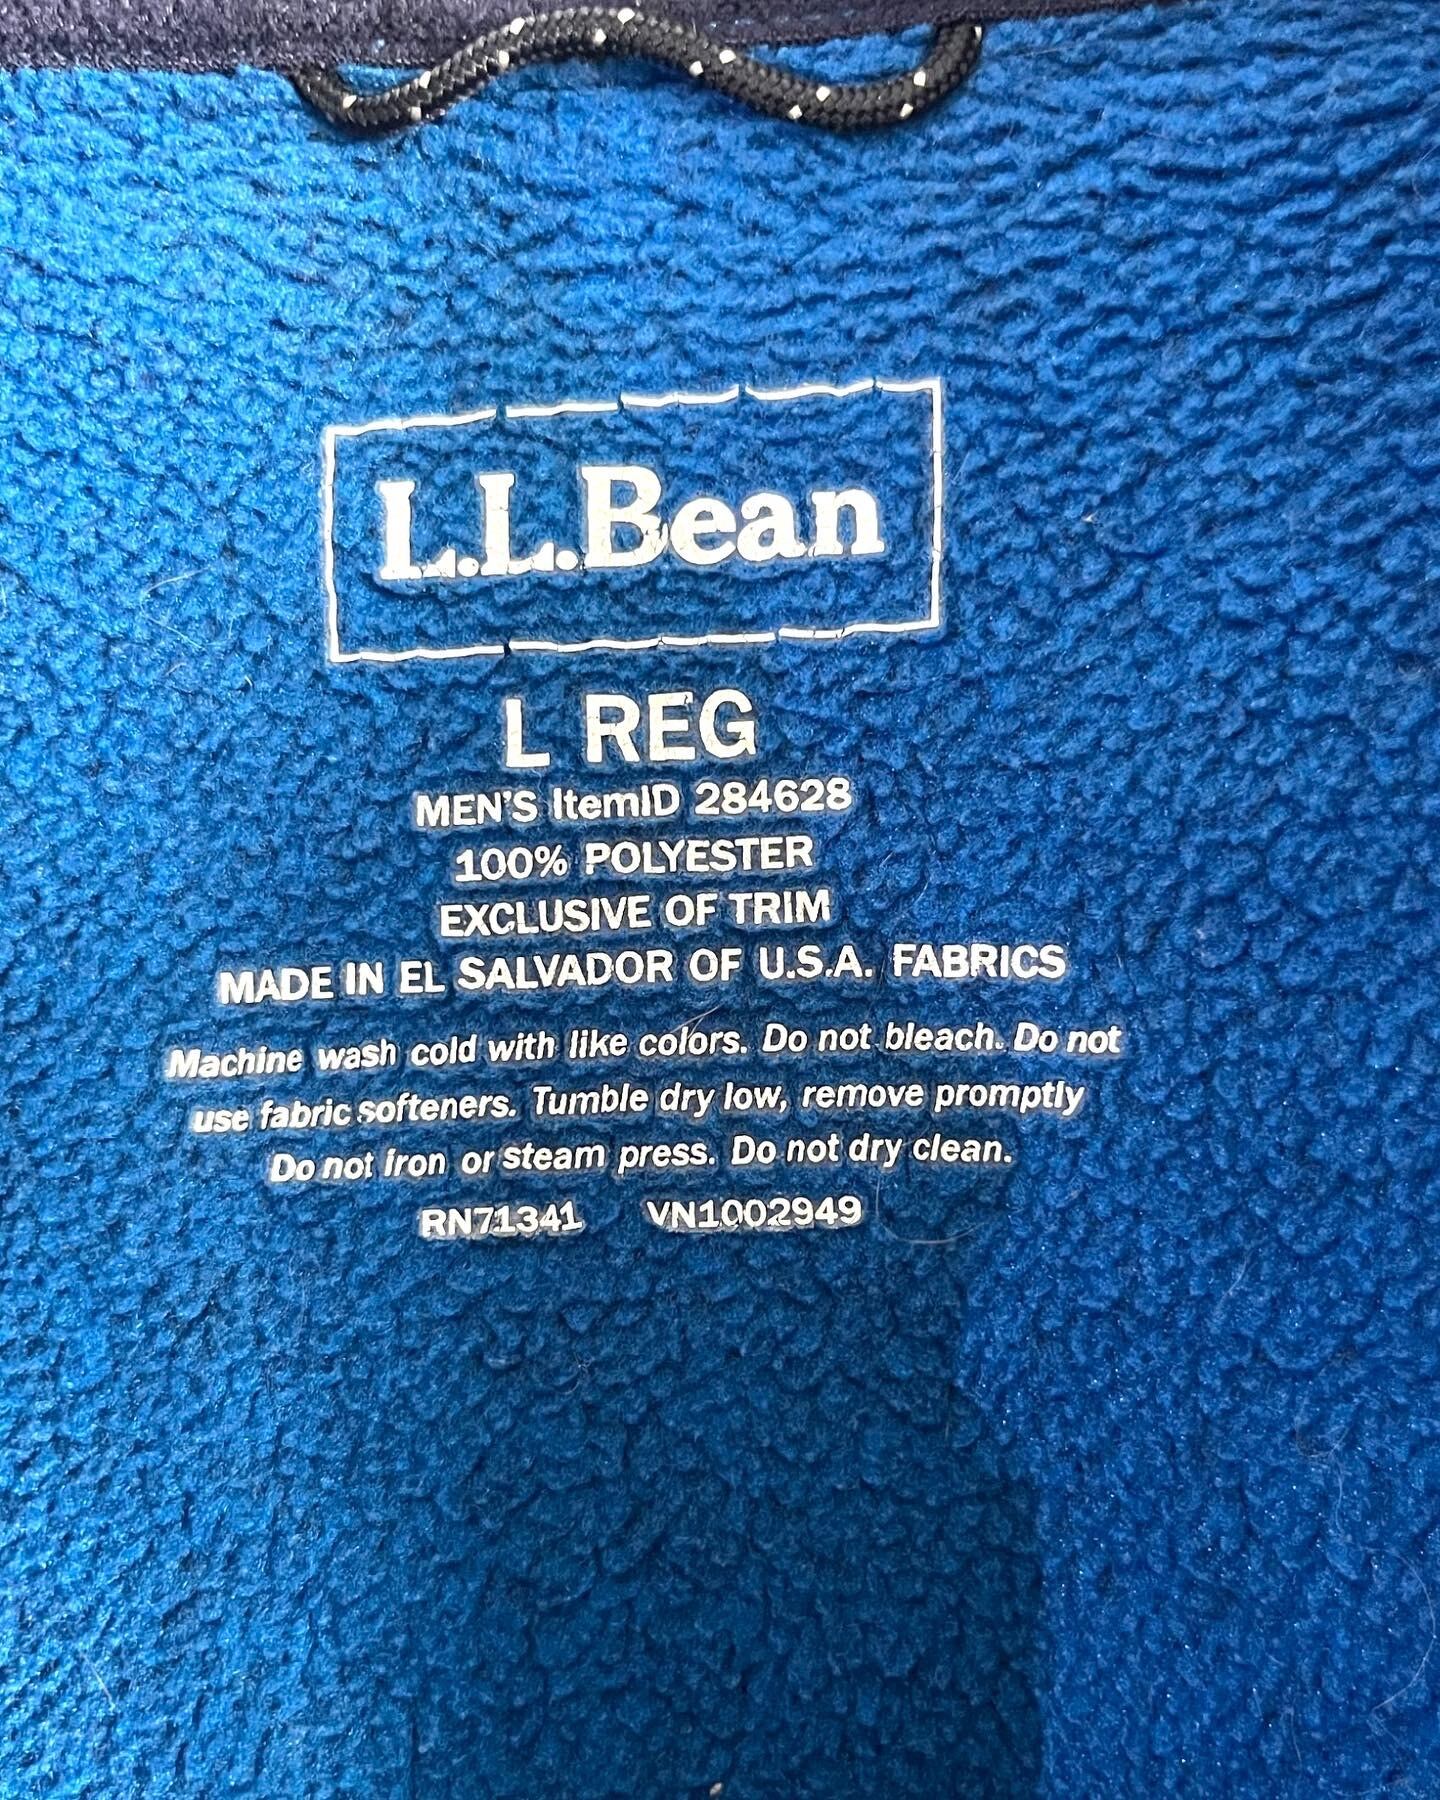 L.L.Bean
L REG
MEN'S ItemID 284628
100% POLYESTER
EXCLUSIVE OF TRIM
MADE IN EL SALVADOR OF U.S.A. FABRICS
Machine wash cold with like colors. Do not bleach. Do not
use fabric softeners. Tumble dry low, remove promptly
Do not iron or steam press. Do not dry clean.
RN71341 VN1002949